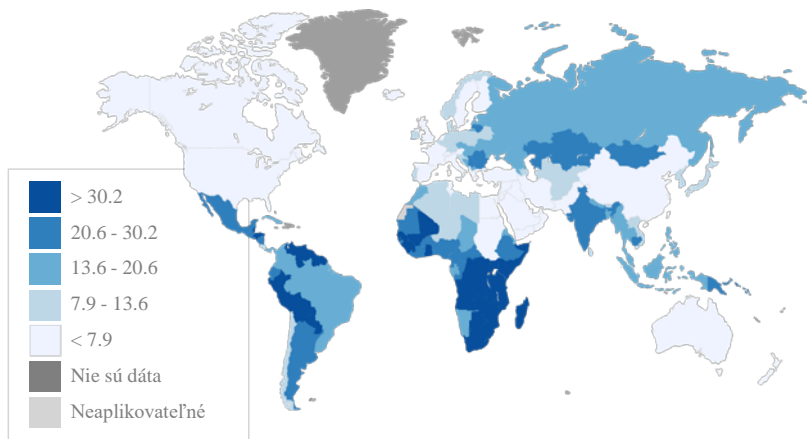 > 30.2
20.6 - 30.2
13.6 - 20.6
7.9 - 13.6
< 7.9
Nie sú dáta
Neaplikovateľné